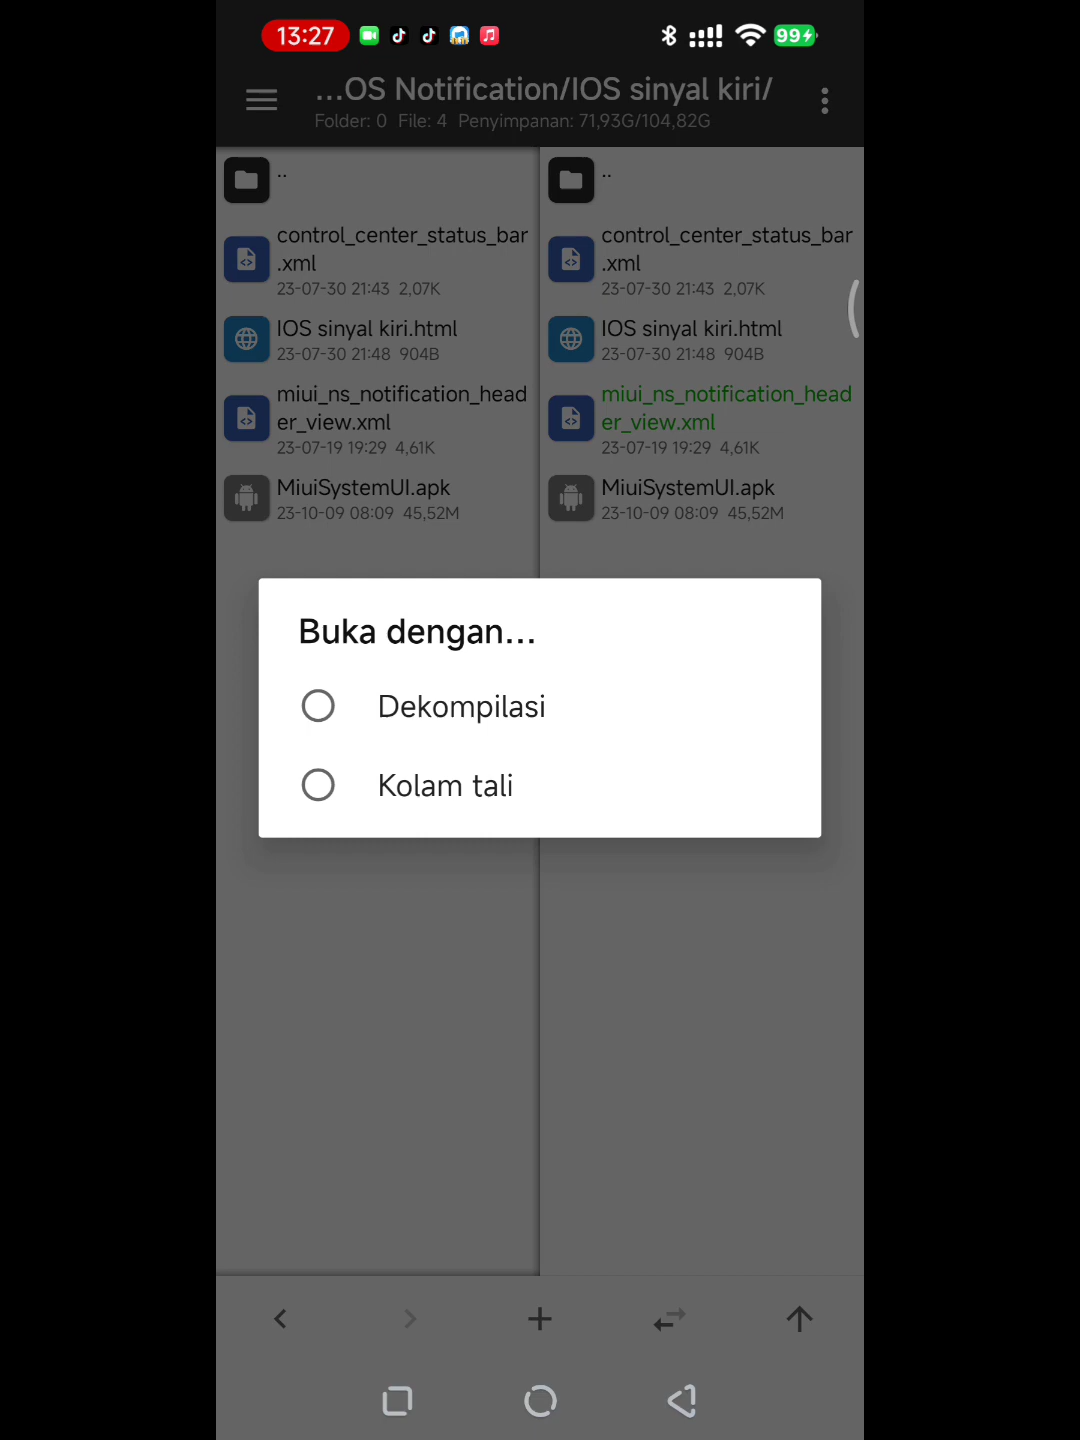 13:27
99
...OS Notification/IOS sinyal kiri/
Folder: 0 File: 4 Penyimpanan: 71,93G/104,82G
..
control_center_status_bar
.xml
23-07-30 21:43 2,07K
IOS sinyal kiri.html
23-07-30 21:48 904B
miui_ns_notification_head
er_view.xml
23-07-19 19:29 4,61K
MiuiSystemUI.apk
23-10-09 08:09 45,52M
..
control_center_status_bar
.xml
23-07-30 21:43 2,07K
IOS sinyal kiri.html
23-07-30 21:48 904B
miui_ns_notification_head
er_view.xml
23-07-19 19:29 4,61K
MiuiSystemUI.apk
23-10-09 08:09 45,52M
Buka dengan...
Dekompilasi
Kolam tali